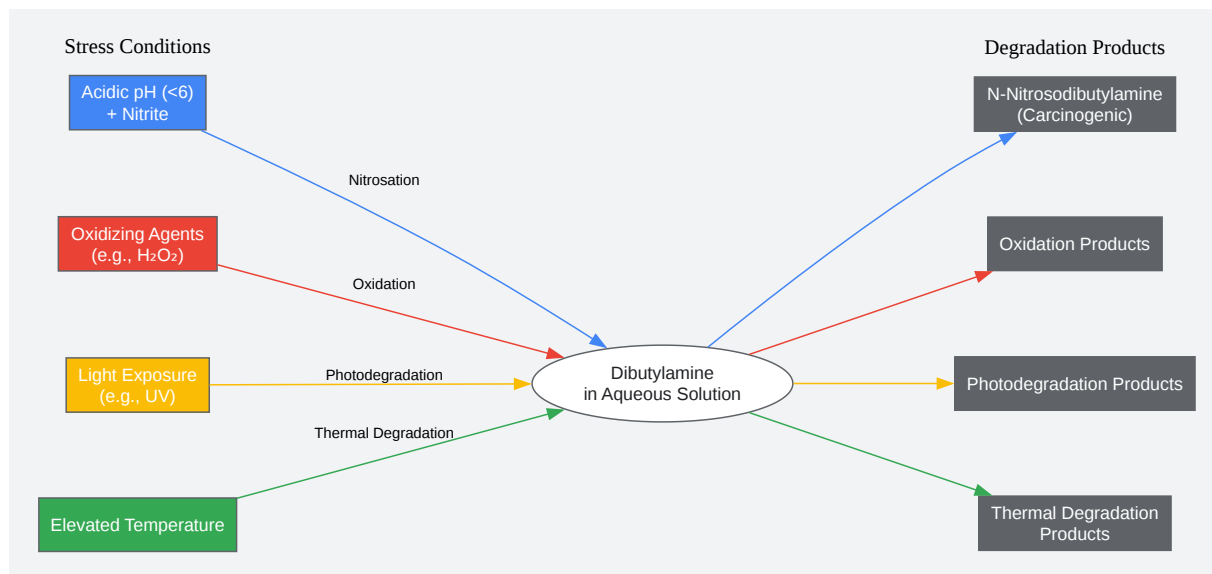 Stress Conditions
Degradation Products
Acidic pH (<6)
+ Nitrite
N-Nitrosodibutylamine
(Carcinogenic)
Nitrosation
Oxidizing Agents
(e.g., H₂O₂)
Oxidation Products
Oxidation
Light Exposure
(e.g., UV)
Photodegradation
Dibutylamine
in Aqueous Solution
Photodegradation Products
Thermal Degradation
Elevated Temperature
Thermal Degradation
Products